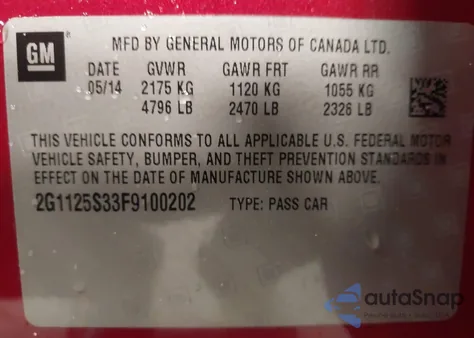 GM
MFD BY GENERAL MOTORS OF CANADA LTD.
DATE GVWR GAWR FRT GAWR RR
05/14 2175 KG 1120 KG 1055 KG
4796 LB 2470 LB 2326 LB
THIS VEHICLE CONFORMS TO ALL APPLICABLE U.S. FEDERAL MOTOR
VEHICLE SAFETY, BUMPER, AND THEFT PREVENTION STANDARDS IN
EFFECT ON THE DATE OF MANUFACTURE SHOWN ABOVE.
2G1125S33F9100202 TYPE: PASS CAR
autoSnap